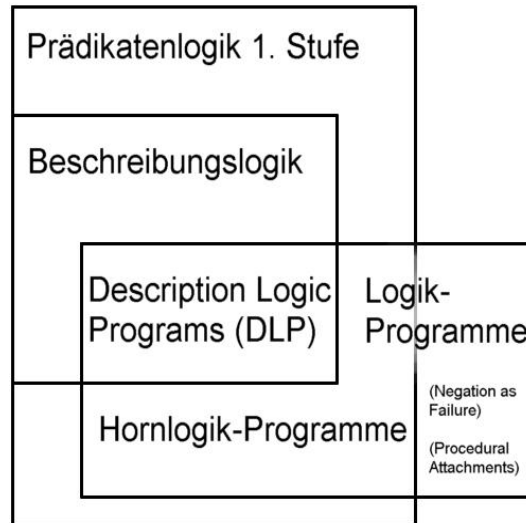 Prädikatenlogik 1. Stufe
Beschreibungslogik
Description Logic
Programs (DLP)
Logik-
Programme
(Negation as
Failure)
(Procedural
Attachments)
Hornlogik-Programme